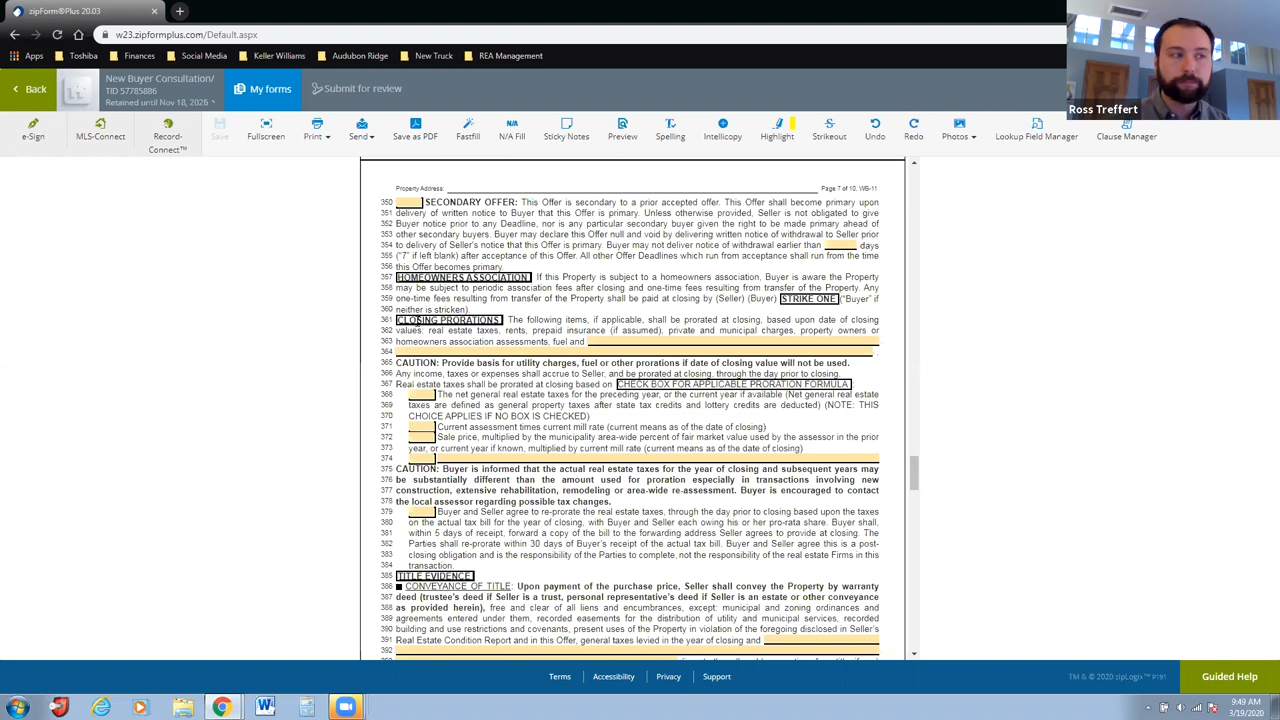 zipForm®Plus 20.03
w23.zipformplus.com/Default.aspx
Apps Toshiba Finances Social Media Keller Williams Audubon Ridge New Truck REA Management
Ross Treffert
Back
New Buyer Consultation/
TID 57785886
Retained until Nov 18, 2026
My forms
Submit for review
e-Sign MLS-Connect Record-Connect™ Save Fullscreen Print Send Save as PDF Fastfill N/A Fill Sticky Notes Preview Spelling Intellicopy Highlight Strikeout Undo Redo Photos Lookup Field Manager Clause Manager
Property Address: Page 7 of 10, WB-11
350 SECONDARY OFFER: This Offer is secondary to a prior accepted offer. This Offer shall become primary upon
351 delivery of written notice to Buyer that this Offer is primary. Unless otherwise provided, Seller is not obligated to give
352 Buyer notice prior to any Deadline, nor is any particular secondary buyer given the right to be made primary ahead of
353 other secondary buyers. Buyer may declare this Offer null and void by delivering written notice of withdrawal to Seller prior
354 to delivery of Seller's notice that this Offer is primary. Buyer may not deliver notice of withdrawal earlier than days
355 ("7" if left blank) after acceptance of this Offer. All other Offer Deadlines which run from acceptance shall run from the time
356 this Offer becomes primary.
357 HOMEOWNERS ASSOCIATION If this Property is subject to a homeowners association, Buyer is aware the Property
358 may be subject to periodic association fees after closing and one-time fees resulting from transfer of the Property. Any
359 one-time fees resulting from transfer of the Property shall be paid at closing by (Seller) (Buyer) STRIKE ONE ("Buyer" if
360 neither is stricken).
361 CLOSING PRORATIONS The following items, if applicable, shall be prorated at closing, based upon date of closing
362 values: real estate taxes, rents, prepaid insurance (if assumed), private and municipal charges, property owners or
363 homeowners association assessments, fuel and
364 .
365 CAUTION: Provide basis for utility charges, fuel or other prorations if date of closing value will not be used.
366 Any income, taxes or expenses shall accrue to Seller, and be prorated at closing, through the day prior to closing.
367 Real estate taxes shall be prorated at closing based on CHECK BOX FOR APPLICABLE PRORATION FORMULA
368 The net general real estate taxes for the preceding year, or the current year if available (Net general real estate
369 taxes are defined as general property taxes after state tax credits and lottery credits are deducted) (NOTE: THIS
370 CHOICE APPLIES IF NO BOX IS CHECKED)
371 Current assessment times current mill rate (current means as of the date of closing)
372 Sale price, multiplied by the municipality area-wide percent of fair market value used by the assessor in the prior
373 year, or current year if known, multiplied by current mill rate (current means as of the date of closing)
374
375 CAUTION: Buyer is informed that the actual real estate taxes for the year of closing and subsequent years may
376 be substantially different than the amount used for proration especially in transactions involving new
377 construction, extensive rehabilitation, remodeling or area-wide re-assessment. Buyer is encouraged to contact
378 the local assessor regarding possible tax changes.
379 Buyer and Seller agree to re-prorate the real estate taxes, through the day prior to closing based upon the taxes
380 on the actual tax bill for the year of closing, with Buyer and Seller each owing his or her pro-rata share. Buyer shall,
381 within 5 days of receipt, forward a copy of the bill to the forwarding address Seller agrees to provide at closing. The
382 Parties shall re-prorate within 30 days of Buyer's receipt of the actual tax bill. Buyer and Seller agree this is a post-
383 closing obligation and is the responsibility of the Parties to complete, not the responsibility of the real estate Firms in this
384 transaction.
385 TITLE EVIDENCE
386 ■ CONVEYANCE OF TITLE: Upon payment of the purchase price, Seller shall convey the Property by warranty
387 deed (trustee's deed if Seller is a trust, personal representative's deed if Seller is an estate or other conveyance
388 as provided herein), free and clear of all liens and encumbrances, except: municipal and zoning ordinances and
389 agreements entered under them, recorded easements for the distribution of utility and municipal services, recorded
390 building and use restrictions and covenants, present uses of the Property in violation of the foregoing disclosed in Seller's
391 Real Estate Condition Report and in this Offer, general taxes levied in the year of closing and
392
Terms Accessibility Privacy Support
TM & © 2020 zipLogix P191
Guided Help
9:49 AM
3/19/2020